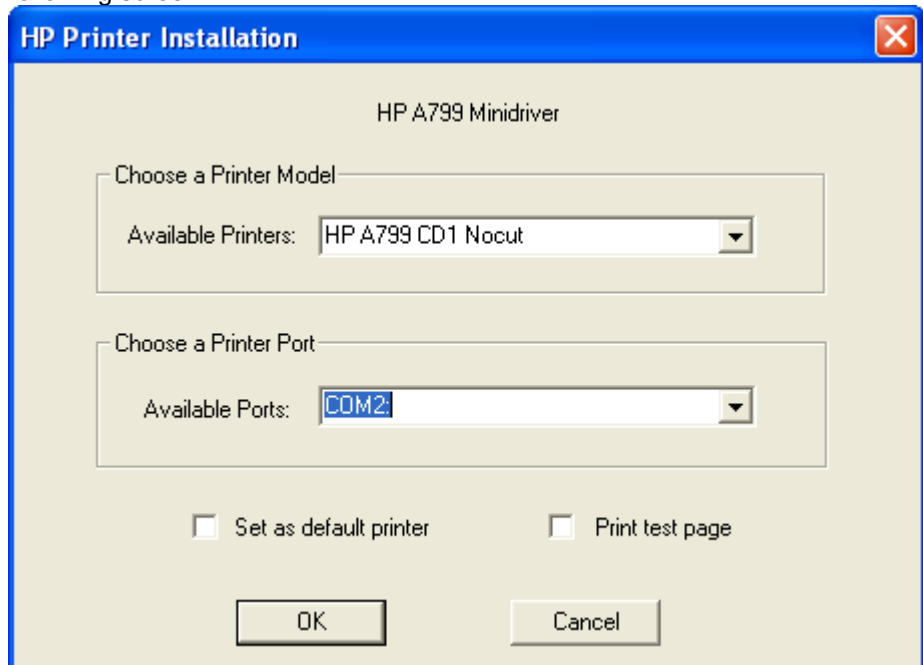 HP Printer Installation
HP A799 Minidriver
Choose a Printer Model
Available Printers: HP A799 CD1 Nocut
Choose a Printer Port
Available Ports: COM2:
Set as default printer Print test page
OK Cancel